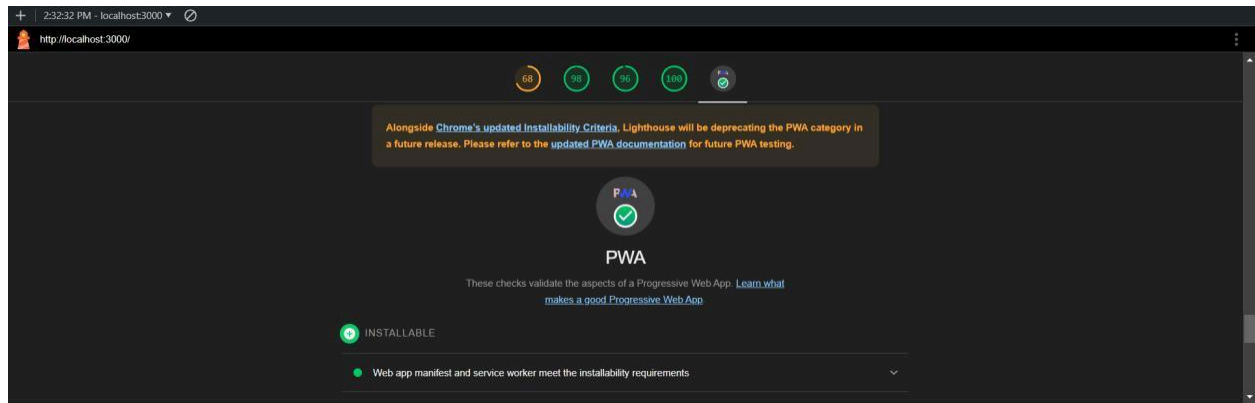 2:32:32 PM - localhost:3000
http://localhost:3000/
68 98 96 100 PWA
Alongside Chrome's updated Installability Criteria, Lighthouse will be deprecating the PWA category in
a future release. Please refer to the updated PWA documentation for future PWA testing.
PWA
PWA
These checks validate the aspects of a Progressive Web App. Learn what
makes a good Progressive Web App.
INSTALLABLE
Web app manifest and service worker meet the installability requirements